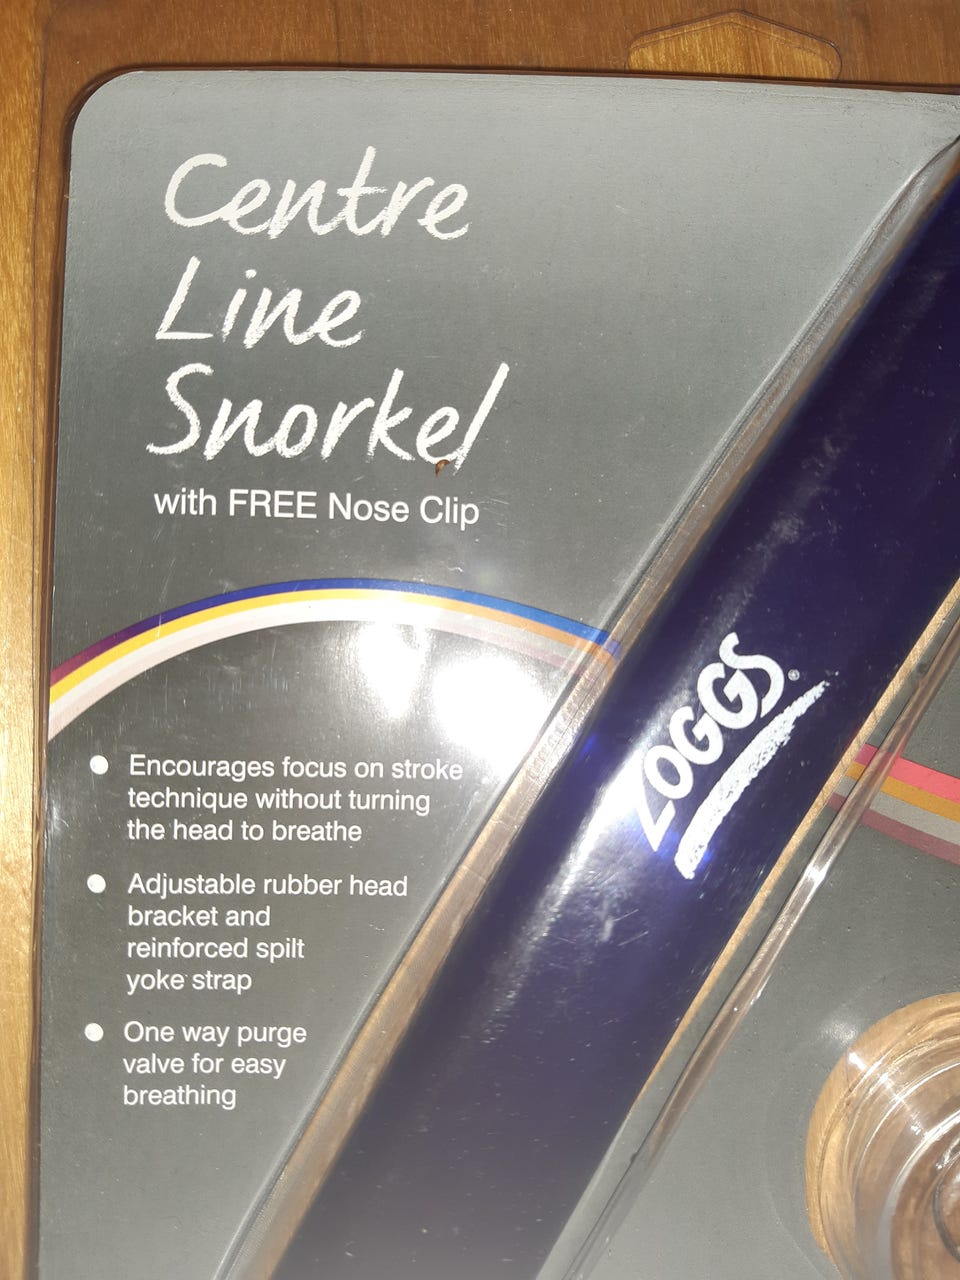 Centre
Line
Snorkel
with FREE Nose Clip
ZOGGS®
● Encourages focus on stroke
technique without turning
the head to breathe
● Adjustable rubber head
bracket and
reinforced spilt
yoke strap
● One way purge
valve for easy
breathing